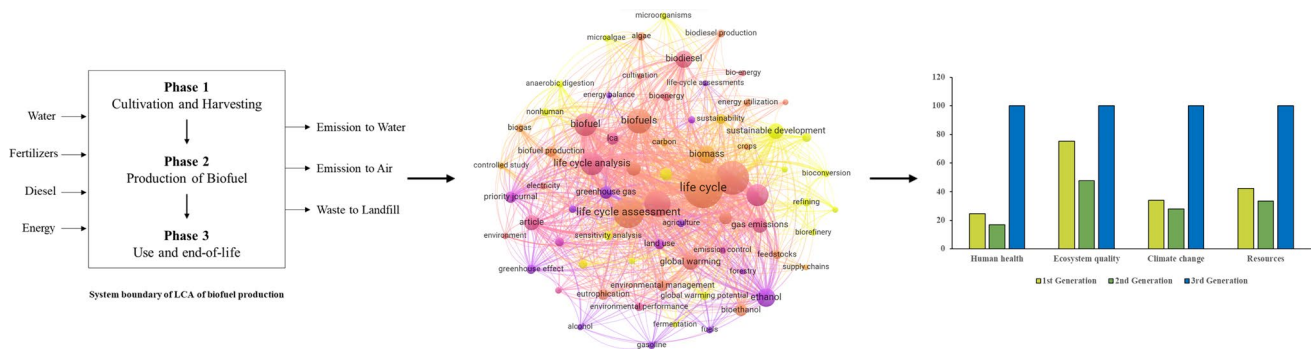 Phase 1
Cultivation and Harvesting
Phase 2
Production of Biofuel
Phase 3
Use and end-of-life
Water
Fertilizers
Diesel
Energy
Emission to Water
Emission to Air
Waste to Landfill
System boundary of LCA of biofuel production
microorganisms
microalgae
algae
biodiesel production
biodiesel
bio-energy
cultivation
life-cycle assessments
anaerobic digestion
energy balance
bioenergy
energy utilization
nonhuman
biofuel
biofuels
sustainability
sustainable development
biogas
lca
carbon
crops
biofuel production
biomass
controlled study
life cycle analysis
bioconversion
electricity
priority journal
greenhouse gas
life cycle
refining
article
life cycle assessment
agriculture
gas emissions
biorefinery
environment
sensitivity analysis
land use
emission control
feedstocks
greenhouse effect
global warming
forestry
supply chains
environmental management
eutrophication
global warming potential
ethanol
environmental performance
bioethanol
alcohol
fermentation
fuels
gasoline
120
100
80
60
40
20
0
Human health
Ecosystem quality
Climate change
Resources
1st Generation
2nd Generation
3rd Generation